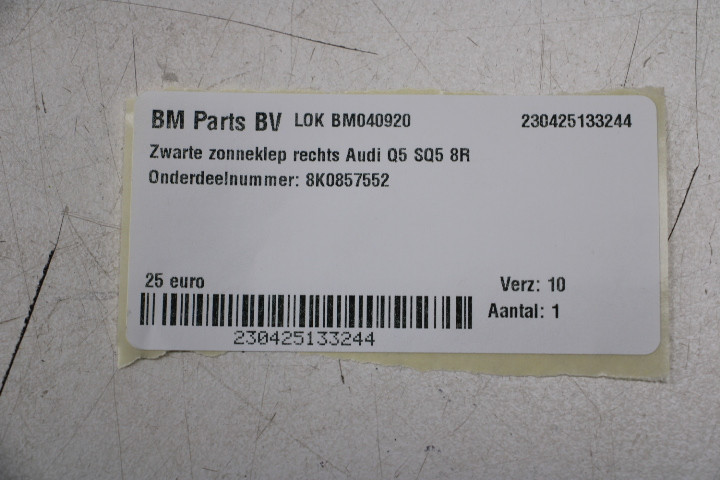 BM Parts BV LOK BM040920 230425133244
Zwarte zonneklep rechts Audi Q5 SQ5 8R
Onderdeelnummer: 8K0857552
25 euro Verz: 10
Aantal: 1
230425133244